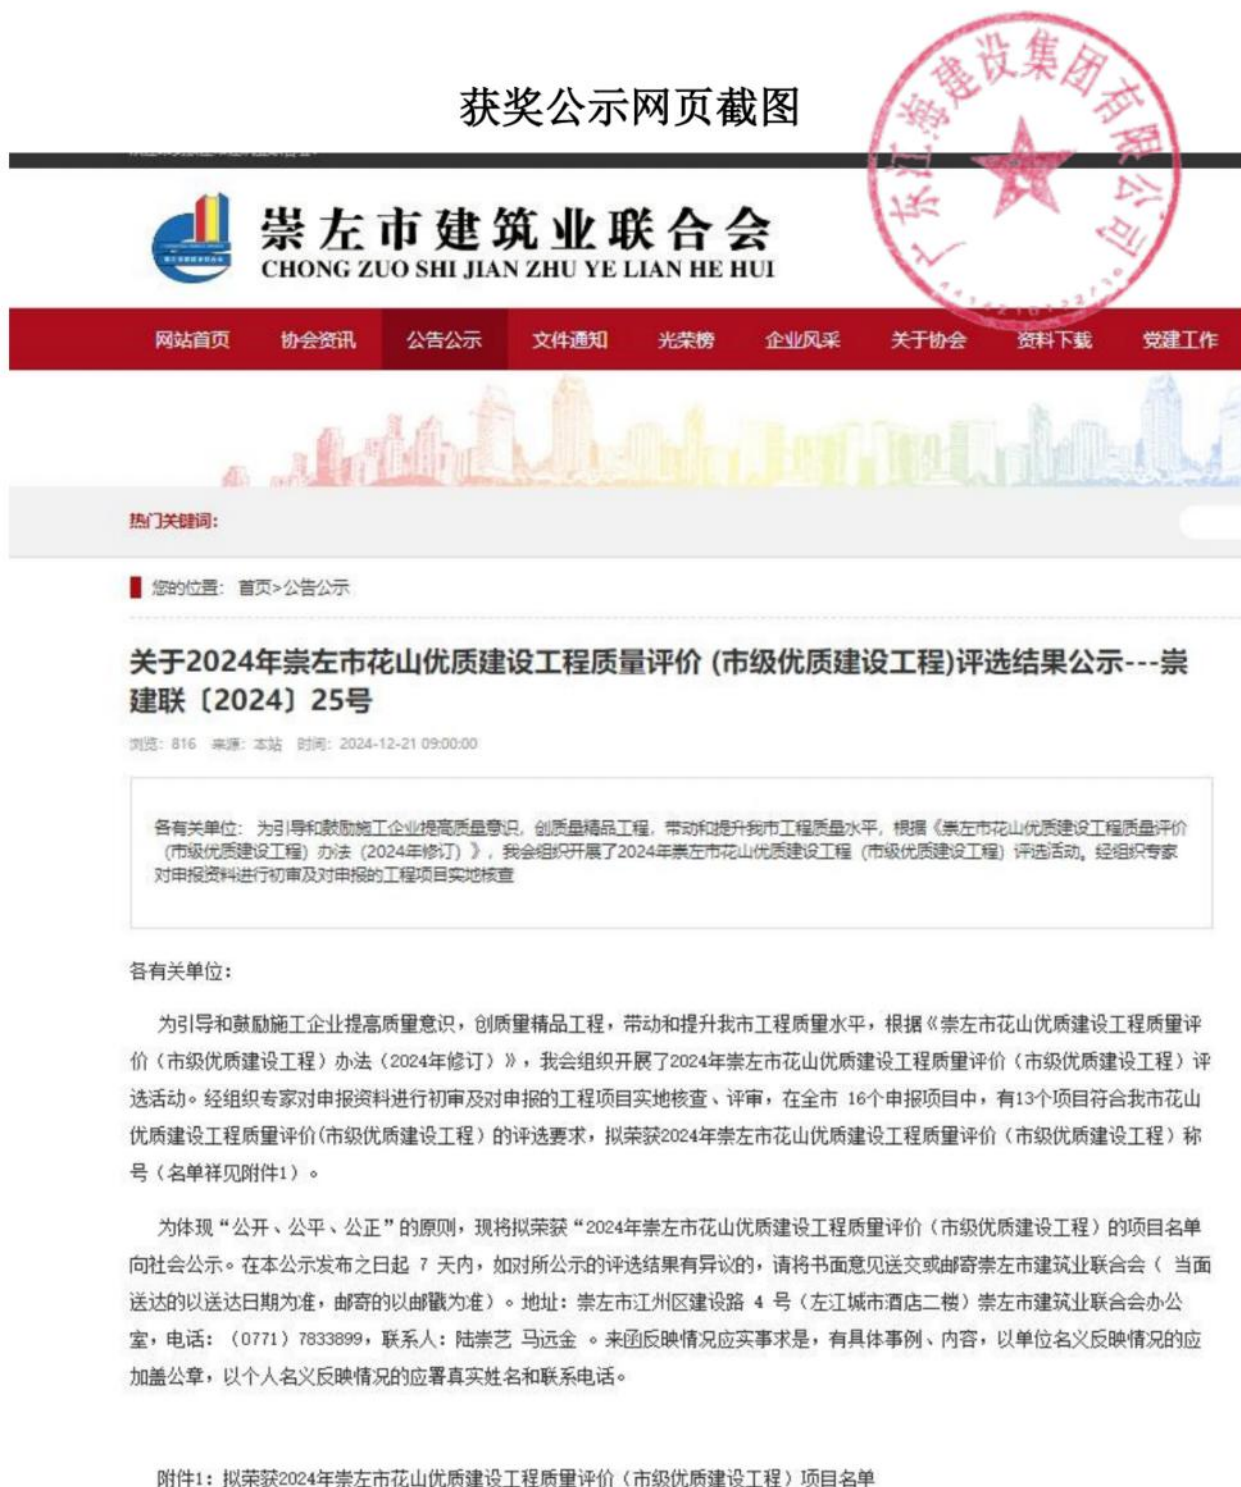 获奖公示网页截图
广东江海建设集团有限公司
崇左市建筑业联合会
CHONG ZUO SHI JIAN ZHU YE LIAN HE HUI
网站首页 协会资讯 公告公示 文件通知 光荣榜 企业风采 关于协会 资料下载 党建工作
热门关键词：
您的位置： 首页>公告公示
关于2024年崇左市花山优质建设工程质量评价 (市级优质建设工程)评选结果公示---崇
建联〔2024〕25号
浏览：816 来源：本站 时间：2024-12-21 09:00:00
各有关单位： 为引导和鼓励施工企业提高质量意识，创质量精品工程，带动和提升我市工程质量水平，根据《崇左市花山优质建设工程质量评价
（市级优质建设工程）办法（2024年修订）》，我会组织开展了2024年崇左市花山优质建设工程（市级优质建设工程）评选活动。经组织专家
对申报资料进行初审及对申报的工程项目实地核查
各有关单位：
为引导和鼓励施工企业提高质量意识，创质量精品工程，带动和提升我市工程质量水平，根据《崇左市花山优质建设工程质量评
价（市级优质建设工程）办法（2024年修订）》，我会组织开展了2024年崇左市花山优质建设工程质量评价（市级优质建设工程）评
选活动。经组织专家对申报资料进行初审及对申报的工程项目实地核查、评审，在全市 16个申报项目中，有13个项目符合我市花山
优质建设工程质量评价(市级优质建设工程）的评选要求，拟荣获2024年崇左市花山优质建设工程质量评价（市级优质建设工程）称
号（名单祥见附件1）。
为体现“公开、公平、公正”的原则，现将拟荣获“2024年崇左市花山优质建设工程质量评价（市级优质建设工程）的项目名单
向社会公示。在本公示发布之日起 7 天内，如对所公示的评选结果有异议的，请将书面意见送交或邮寄崇左市建筑业联合会（ 当面
送达的以送达日期为准，邮寄的以邮戳为准）。地址：崇左市江州区建设路 4 号（左江城市酒店二楼）崇左市建筑业联合会办公
室，电话：（0771）7833899，联系人：陆崇艺 马远金 。来函反映情况应实事求是，有具体事例、内容，以单位名义反映情况的应
加盖公章，以个人名义反映情况的应署真实姓名和联系电话。
附件1：拟荣获2024年崇左市花山优质建设工程质量评价（市级优质建设工程）项目名单